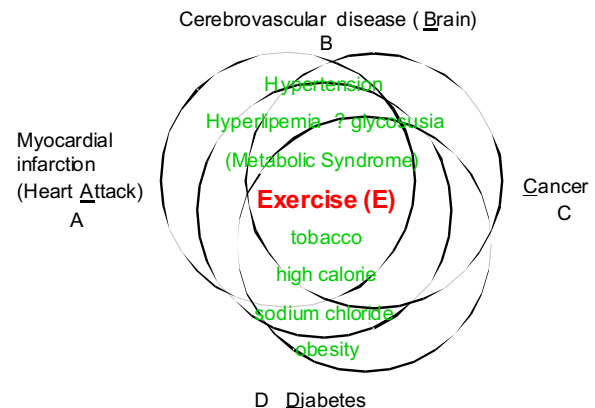 Cerebrovascular disease (Brain)
B
Hypertension
Hyperlipemia ? glycosusia
Myocardial
infarction
(Heart Attack)
A
(Metabolic Syndrome)
Exercise (E)
Cancer
C
tobacco
high calorie
sodium chloride
obesity
D Diabetes